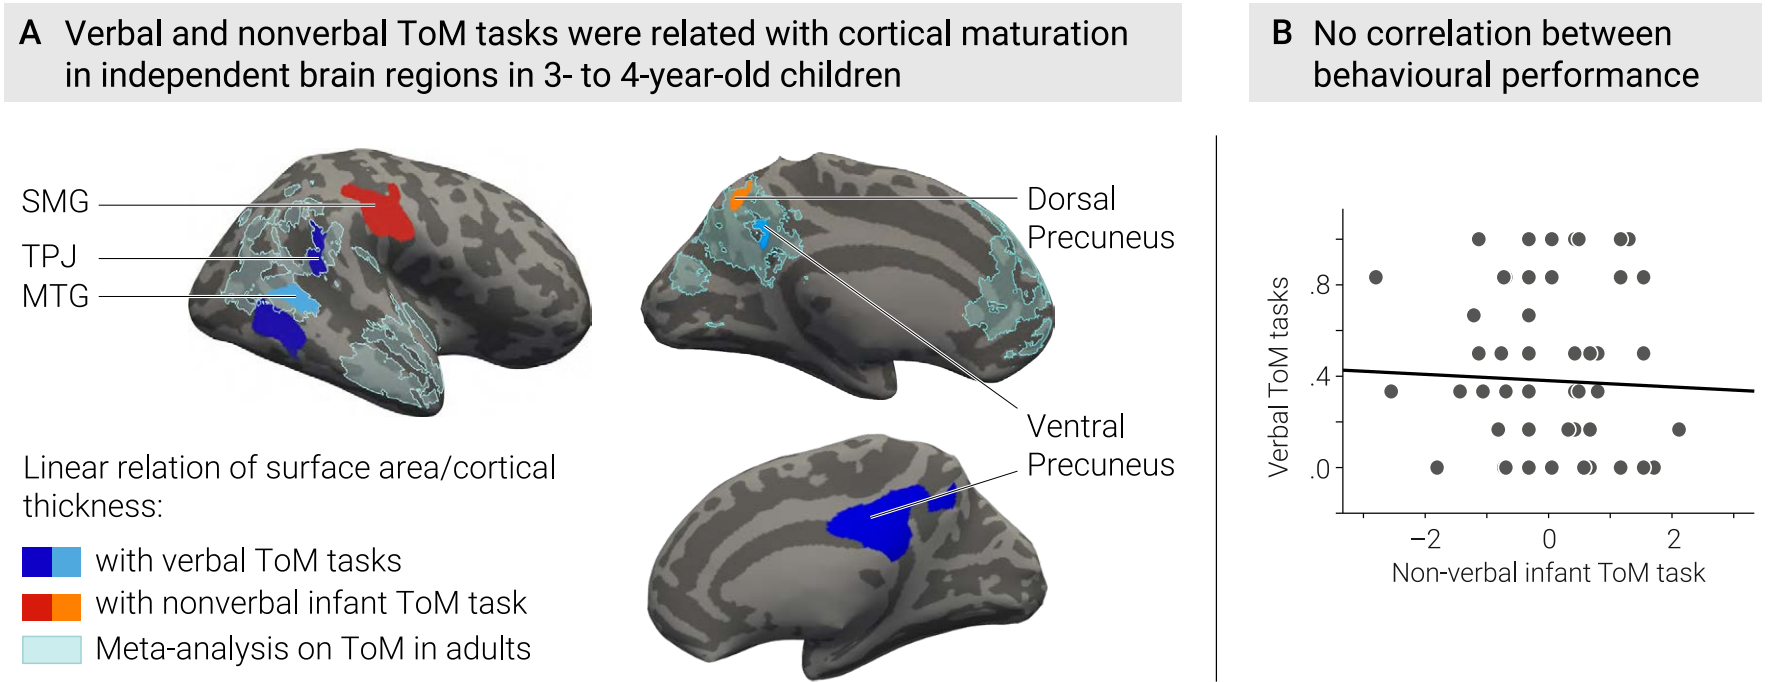 A Verbal and nonverbal ToM tasks were related with cortical maturation
in independent brain regions in 3- to 4-year-old children
SMG
TPJ
MTG
Dorsal
Precuneus
Ventral
Precuneus
Linear relation of surface area/cortical
thickness:
with verbal ToM tasks
with nonverbal infant ToM task
Meta-analysis on ToM in adults
B No correlation between
behavioural performance
Verbal ToM tasks
.8
.4
.0
−2 0 2
Non-verbal infant ToM task